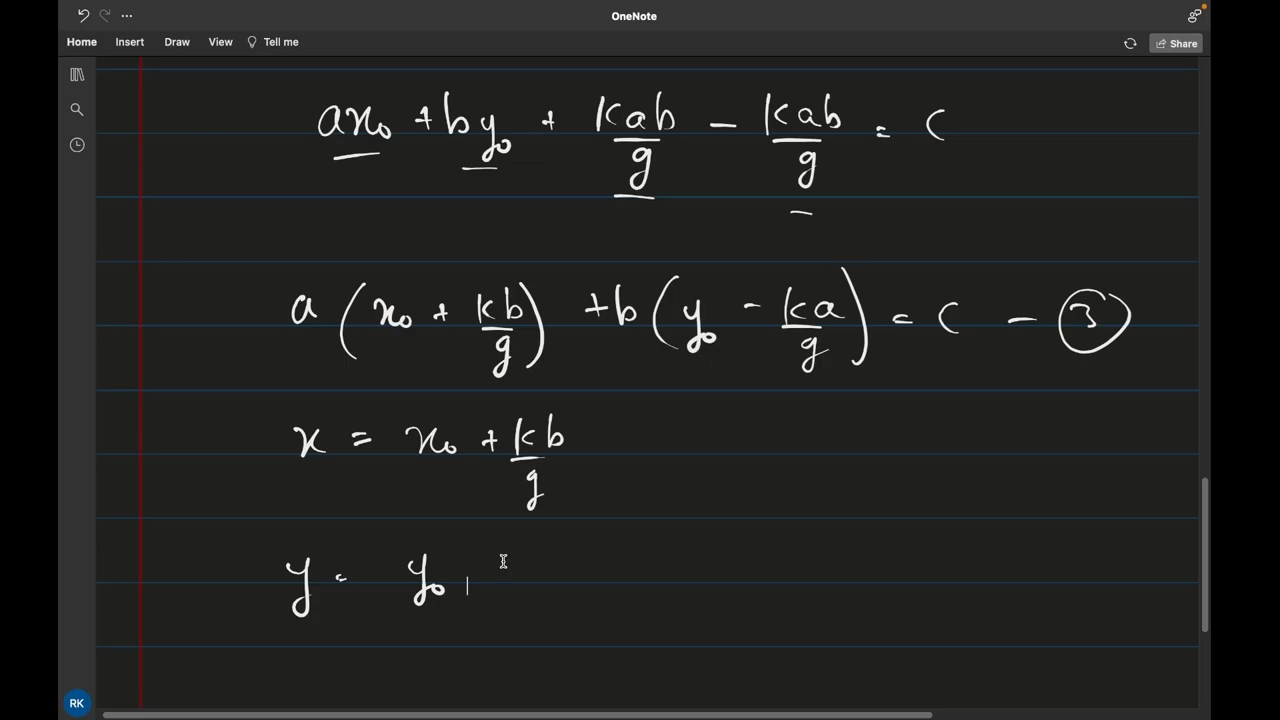 OneNote
Home Insert Draw View Tell me Share
ax₀ + by₀ + kab/g - kab/g = c
a(x₀ + kb/g) + b(y₀ - ka/g) = c - ③
x = x₀ + kb/g
y = y₀
RK